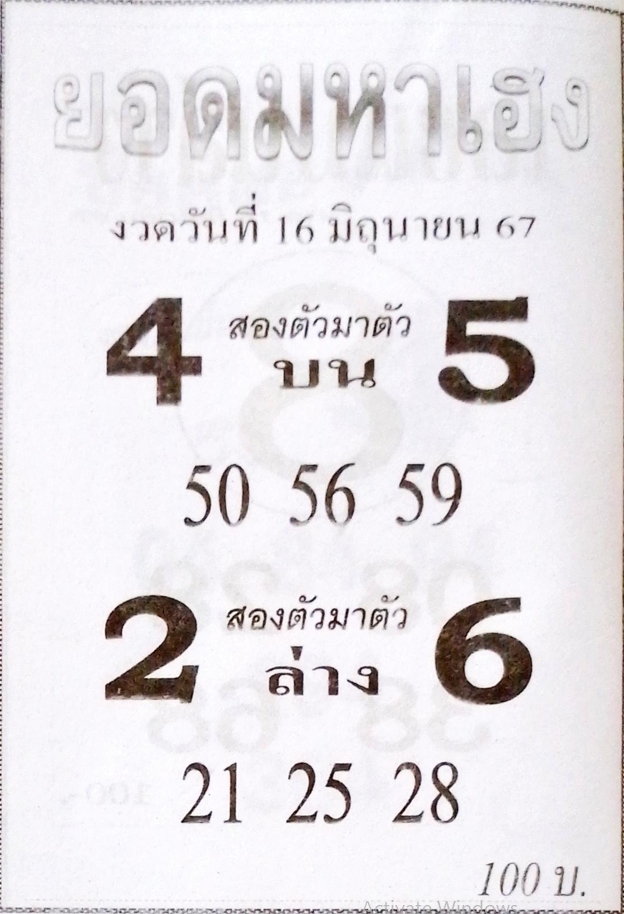 ยอดมหาเฮง
งวดวันที่ 16 มิถุนายน 67
4 สองตัวมาตัว 5
บน
50 56 59
2 สองตัวมาตัว 6
ล่าง
21 25 28
100 บ.
Activate Windows